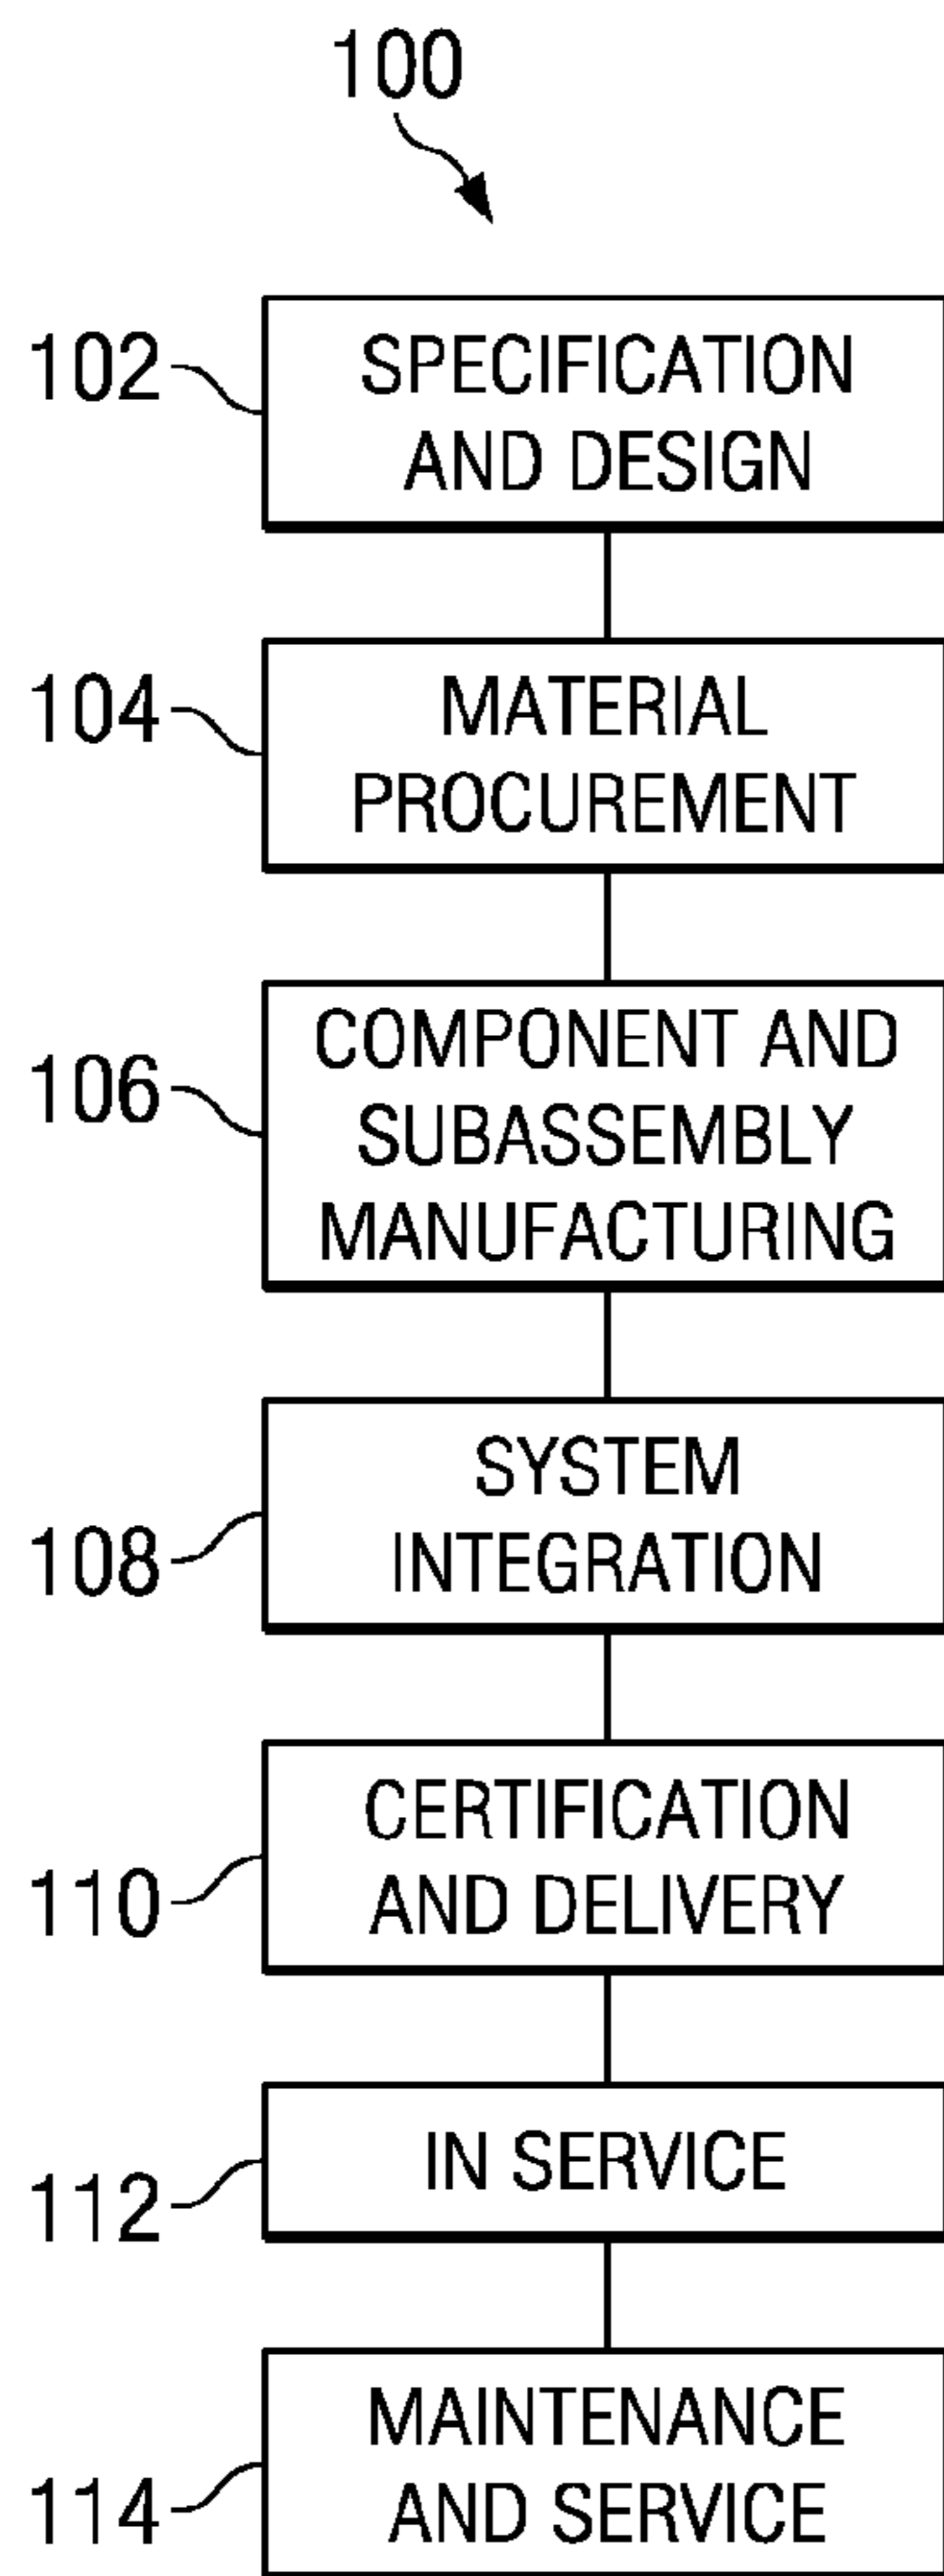 100
102
SPECIFICATION
AND DESIGN
104
MATERIAL
PROCUREMENT
106
COMPONENT AND
SUBASSEMBLY
MANUFACTURING
108
SYSTEM
INTEGRATION
110
CERTIFICATION
AND DELIVERY
112
IN SERVICE
114
MAINTENANCE
AND SERVICE